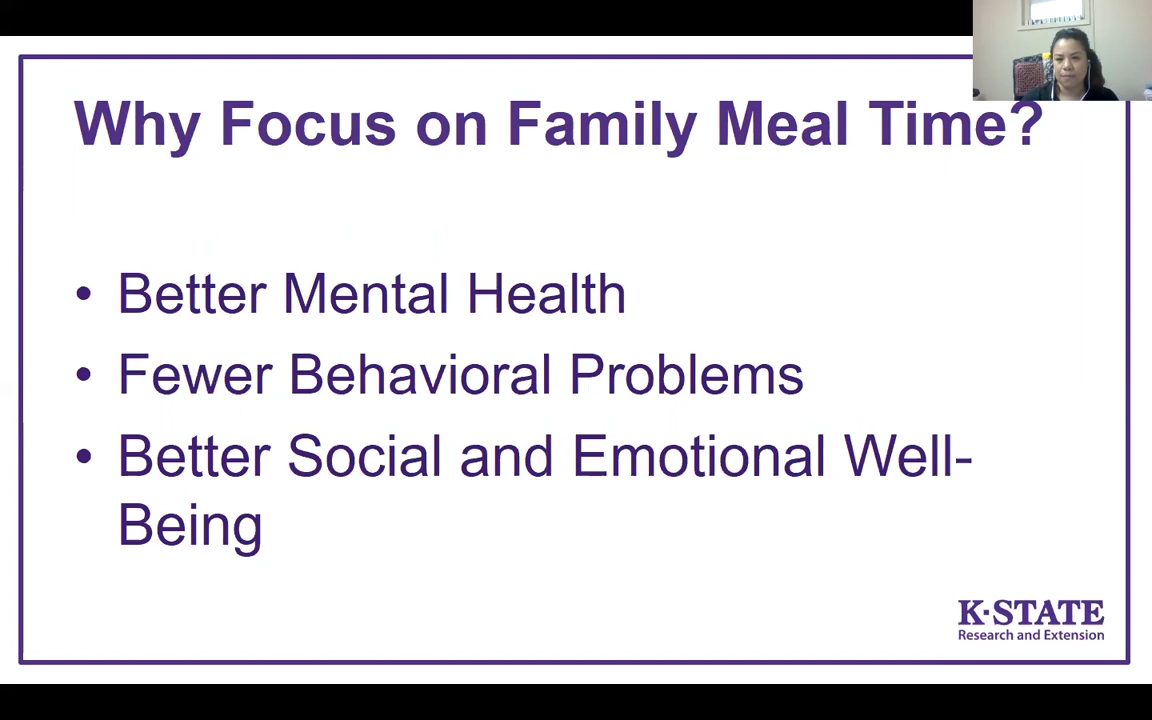 Why Focus on Family Meal Time?
• Better Mental Health
• Fewer Behavioral Problems
• Better Social and Emotional Well-
Being
K·STATE
Research and Extension